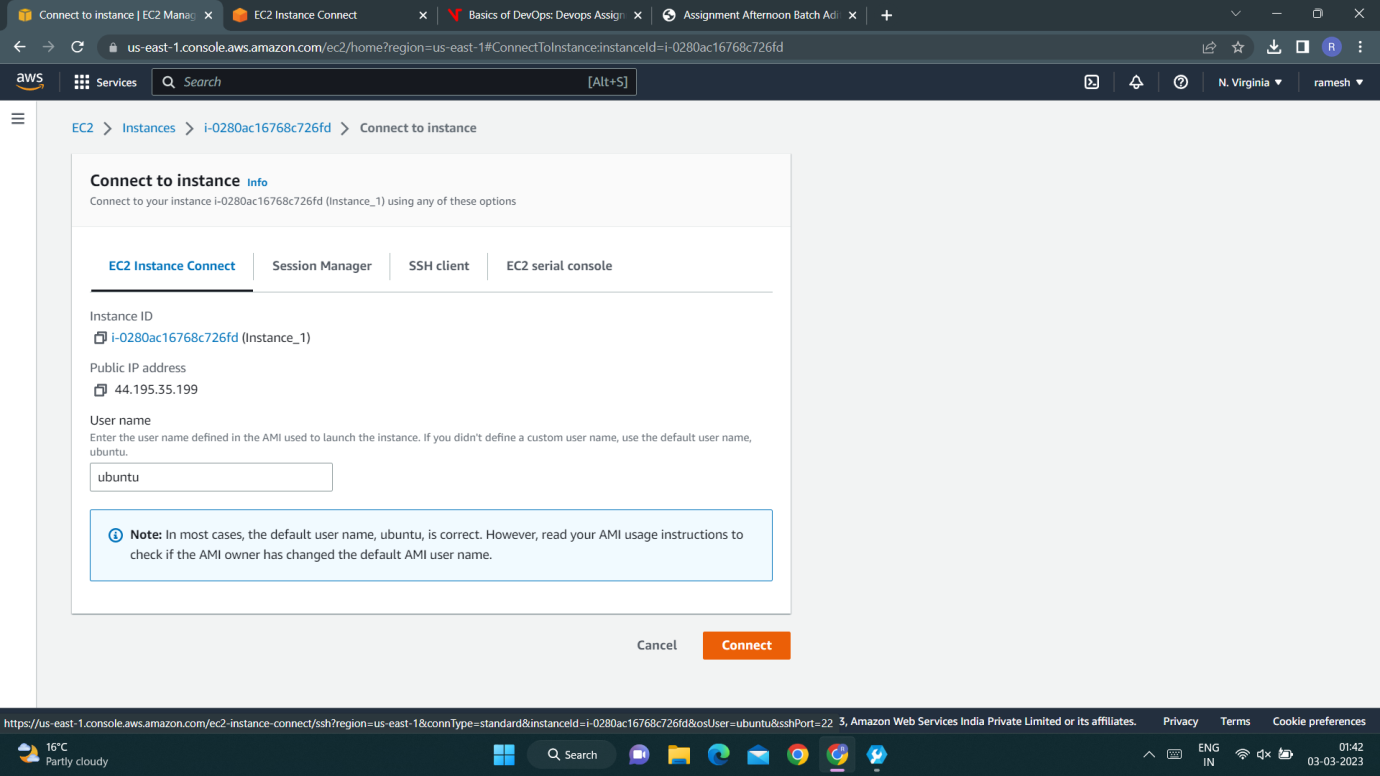 Connect to instance | EC2 Manag
EC2 Instance Connect
Basics of DevOps: Devops Assign
Assignment Afternoon Batch Adi
us-east-1.console.aws.amazon.com/ec2/home?region=us-east-1#ConnectToInstance:instanceId=i-0280ac16768c726fd
R
aws
Services
Search
[Alt+S]
N. Virginia
ramesh
EC2
Instances
i-0280ac16768c726fd
Connect to instance
Connect to instance Info
Connect to your instance i-0280ac16768c726fd (Instance_1) using any of these options
EC2 Instance Connect
Session Manager
SSH client
EC2 serial console
Instance ID
i-0280ac16768c726fd (Instance_1)
Public IP address
44.195.35.199
User name
Enter the user name defined in the AMI used to launch the instance. If you didn't define a custom user name, use the default user name,
ubuntu.
ubuntu
Note: In most cases, the default user name, ubuntu, is correct. However, read your AMI usage instructions to
check if the AMI owner has changed the default AMI user name.
Cancel
Connect
https://us-east-1.console.aws.amazon.com/ec2-instance-connect/ssh?region=us-east-1&connType=standard&instanceId=i-0280ac16768c726fd&osUser=ubuntu&sshPort=22
3, Amazon Web Services India Private Limited or its affiliates.
Privacy
Terms
Cookie preferences
16°C
Partly cloudy
Search
ENG
IN
01:42
03-03-2023